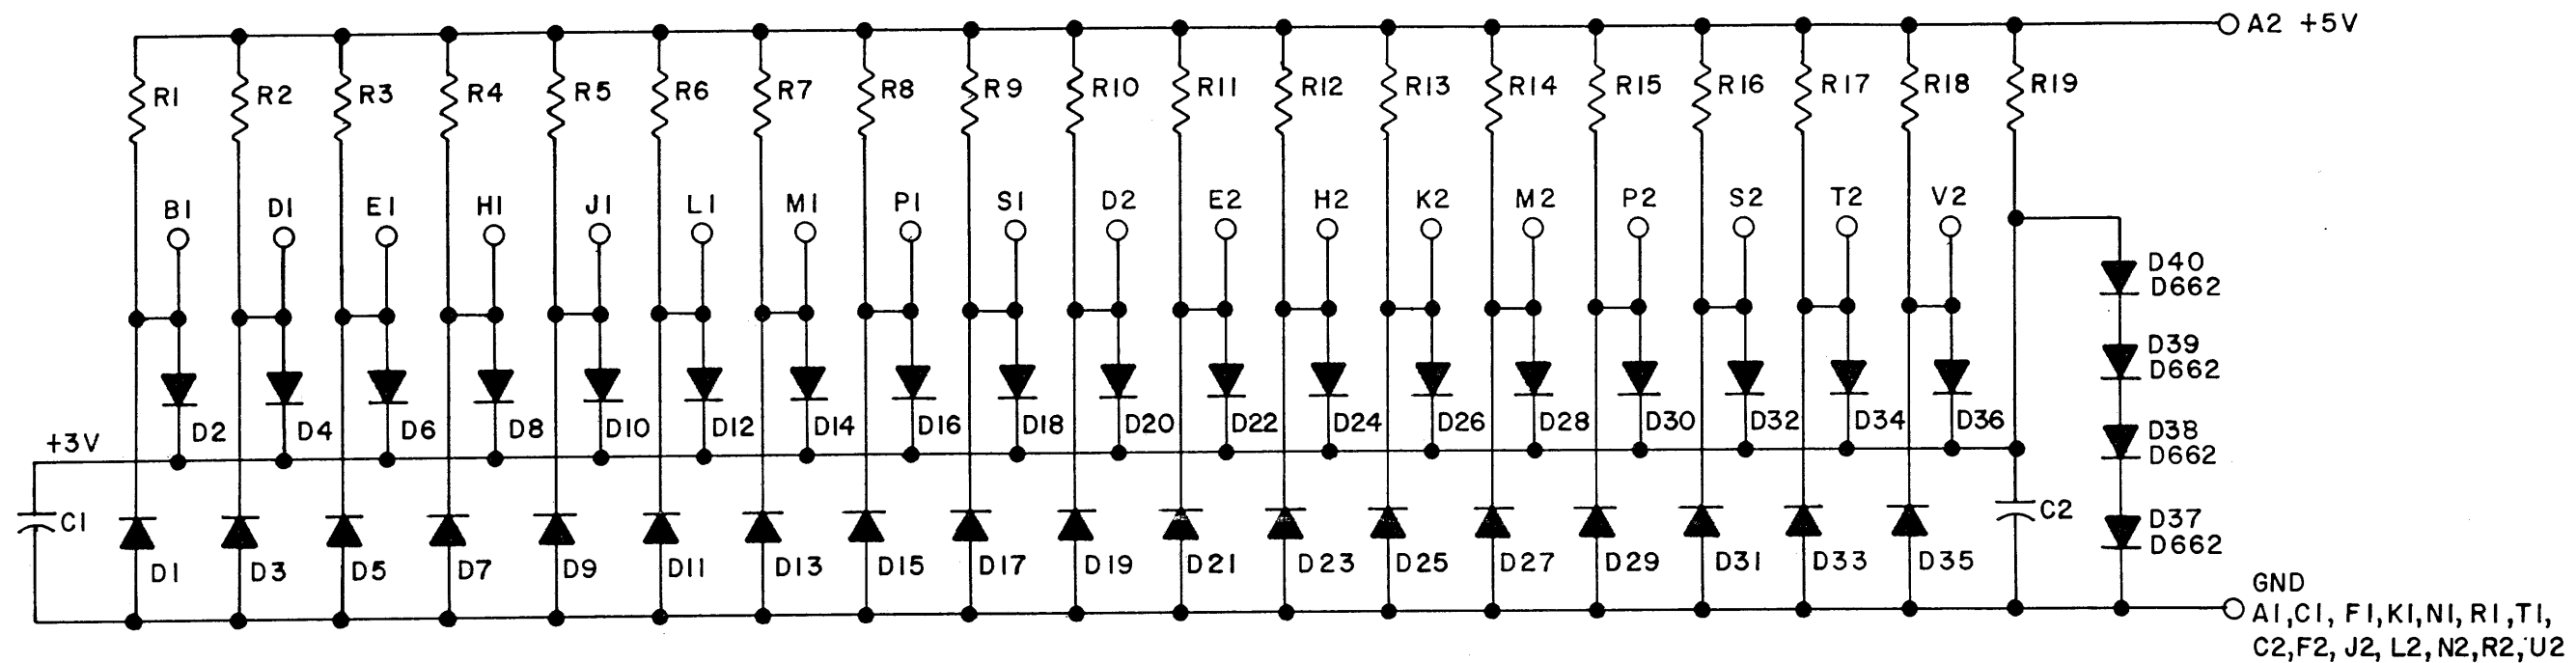 A2 +5V
R1 R2 R3 R4 R5 R6 R7 R8 R9 R10 R11 R12 R13 R14 R15 R16 R17 R18 R19
B1 D1 E1 H1 J1 L1 M1 P1 S1 D2 E2 H2 K2 M2 P2 S2 T2 V2
D40
D662
D39
D662
D2 D4 D6 D8 D10 D12 D14 D16 D18 D20 D22 D24 D26 D28 D30 D32 D34 D36
D38
D662
+3V
C1 C2
D37
D662
D1 D3 D5 D7 D9 D11 D13 D15 D17 D19 D21 D23 D25 D27 D29 D31 D33 D35
GND
A1,C1, F1,K1,N1, R1,T1,
C2,F2, J2, L2, N2,R2,U2